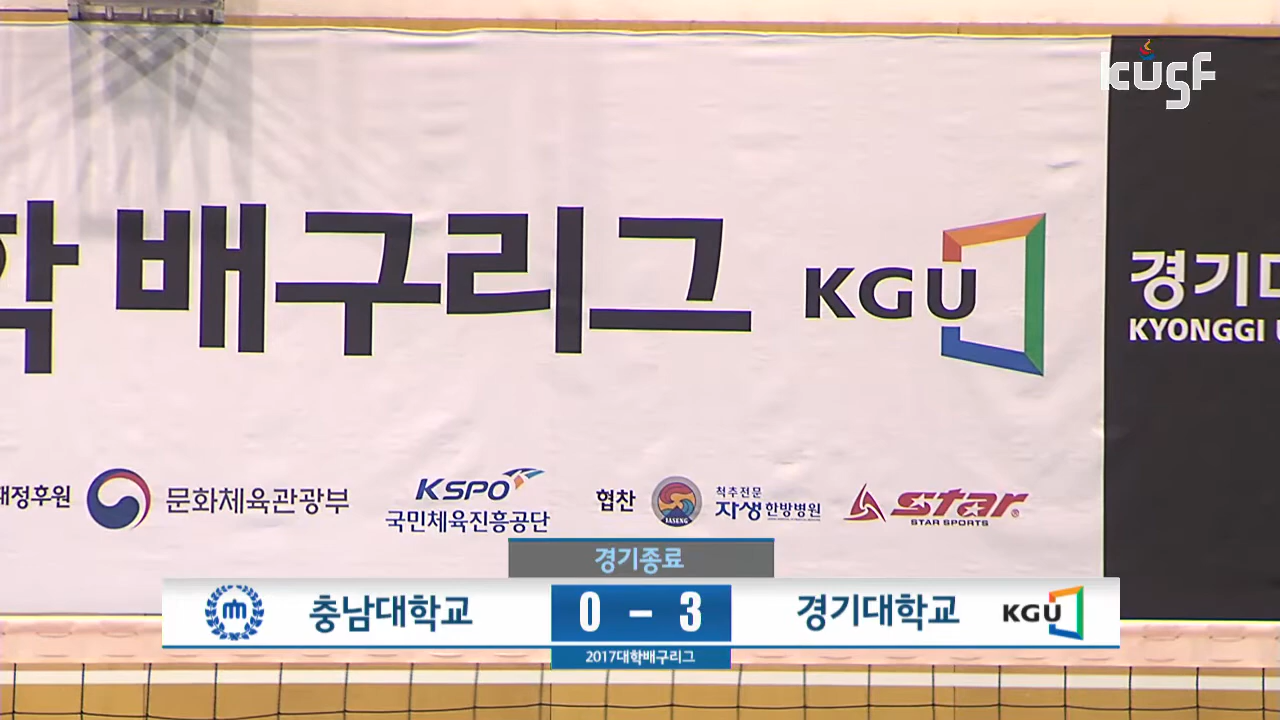 kusf
학 배구리그
KGU
경기대
KYONGGI
재정후원
문화체육관광부
KSPO
국민체육진흥공단
협찬
JASENG
척추전문
자생한방병원
star
STAR SPORTS
경기종료
충남대학교
0 - 3
경기대학교
KGU
2017대학배구리그